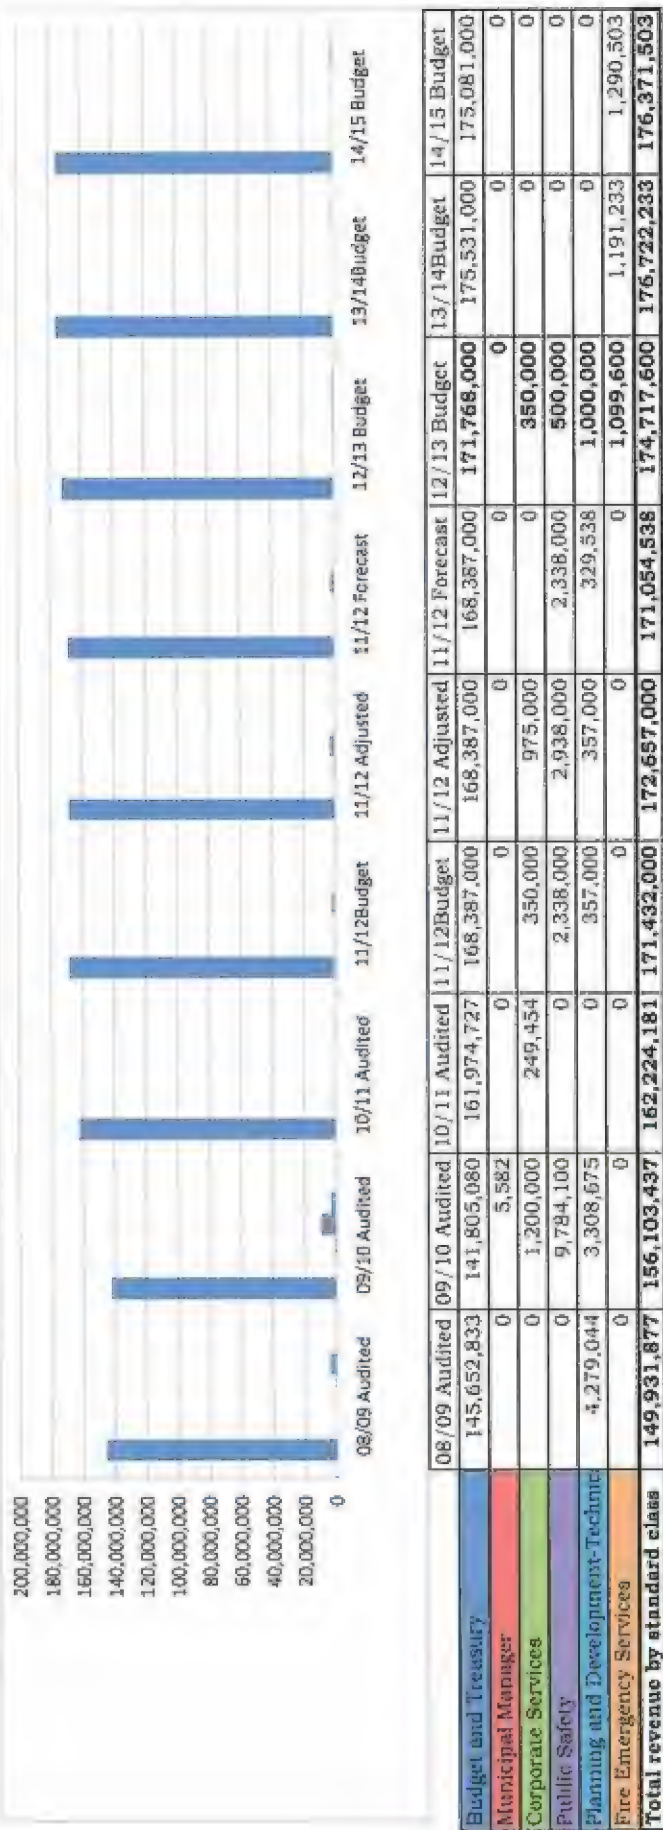 200,000,000
180,000,000
160,000,000
140,000,000
120,000,000
100,000,000
80,000,000
60,000,000
40,000,000
20,000,000
0
08/09 Audited 09/10 Audited 10/11 Audited 11/12Budget 11/12 Adjusted 11/12 Forecast 12/13 Budget 13/14Budget 14/15 Budget
08/09 Audited 09/10 Audited 10/11 Audited 11/12Budget 11/12 Adjusted 11/12 Forecast 12/13 Budget 13/14Budget 14/15 Budget
Budget and Treasury 145,652,833 141,805,080 161,974,727 168,387,000 168,387,000 168,387,000 171,768,000 175,531,000 175,081,000
Municipal Manager 0 5,582 0 0 0 0 0 0 0
Corporate Services 0 1,200,000 249,454 350,000 975,000 0 350,000 0 0
Public Safety 0 9,784,100 0 2,338,000 2,938,000 2,338,000 500,000 0 0
Planning and Development-Technic 4,279,044 3,308,675 0 357,000 357,000 329,538 1,000,000 0 0
Fire Emergency Services 0 0 0 0 0 0 1,099,600 1,191,233 1,290,503
Total revenue by standard class 149,931,877 156,103,437 162,224,181 171,432,000 172,657,000 171,054,538 174,717,600 176,722,233 176,371,503